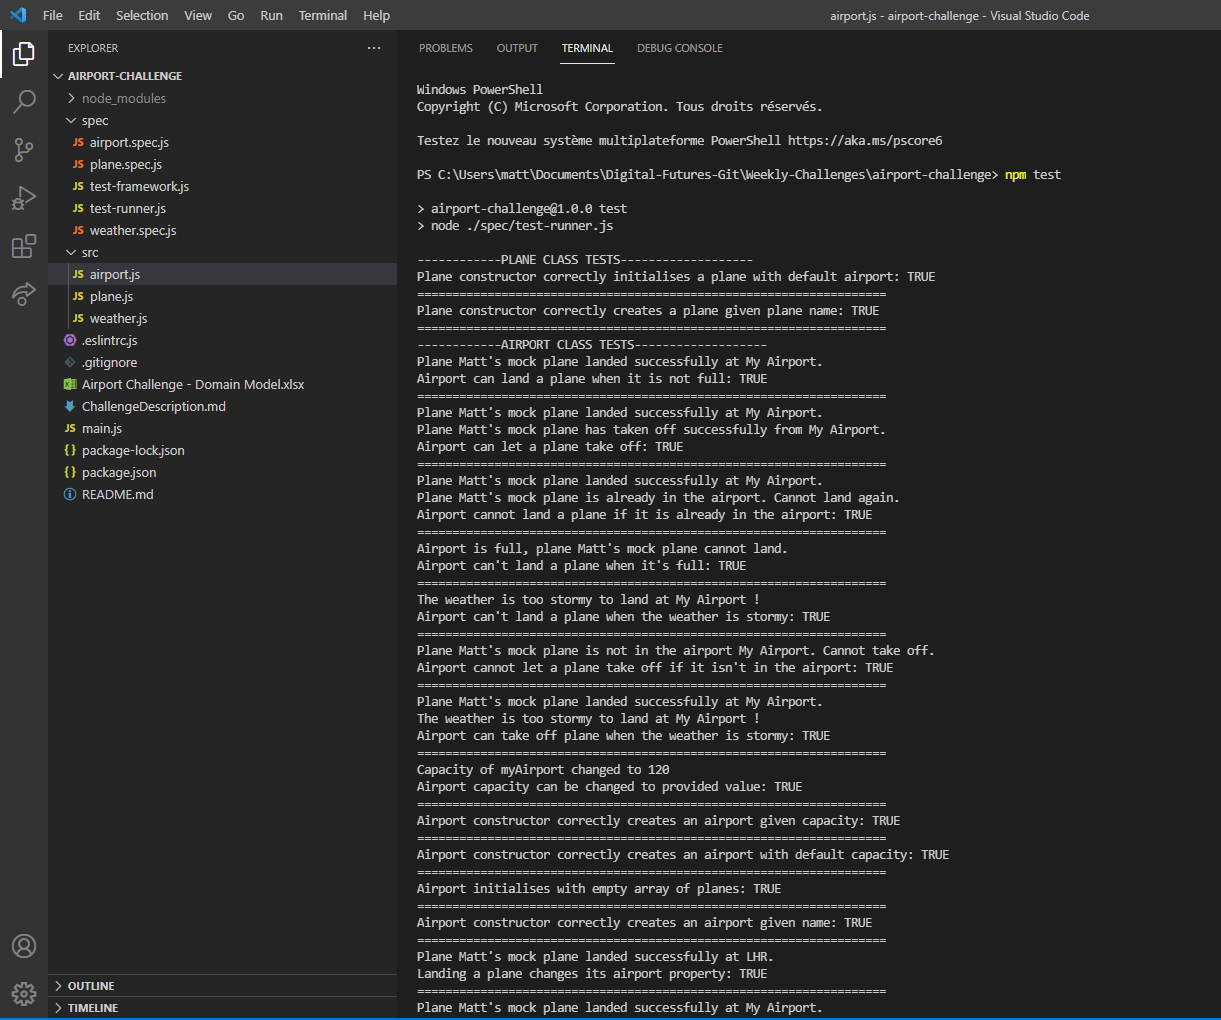 File Edit Selection View Go Run Terminal Help
airport.js - airport-challenge - Visual Studio Code
EXPLORER
AIRPORT-CHALLENGE
node_modules
spec
JS airport.spec.js
JS plane.spec.js
JS test-framework.js
JS test-runner.js
JS weather.spec.js
src
JS airport.js
JS plane.js
JS weather.js
.eslintrc.js
.gitignore
Airport Challenge - Domain Model.xlsx
ChallengeDescription.md
JS main.js
{} package-lock.json
{} package.json
README.md
OUTLINE
TIMELINE
PROBLEMS OUTPUT TERMINAL DEBUG CONSOLE
Windows PowerShell
Copyright (C) Microsoft Corporation. Tous droits réservés.
Testez le nouveau système multiplateforme PowerShell https://aka.ms/pscore6
PS C:\Users\matt\Documents\Digital-Futures-Git\Weekly-Challenges\airport-challenge> npm test
> airport-challenge@1.0.0 test
> node ./spec/test-runner.js
------------PLANE CLASS TESTS-------------------
Plane constructor correctly initialises a plane with default airport: TRUE
===================================================================
Plane constructor correctly creates a plane given plane name: TRUE
===================================================================
------------AIRPORT CLASS TESTS-------------------
Plane Matt's mock plane landed successfully at My Airport.
Airport can land a plane when it is not full: TRUE
===================================================================
Plane Matt's mock plane landed successfully at My Airport.
Plane Matt's mock plane has taken off successfully from My Airport.
Airport can let a plane take off: TRUE
===================================================================
Plane Matt's mock plane landed successfully at My Airport.
Plane Matt's mock plane is already in the airport. Cannot land again.
Airport cannot land a plane if it is already in the airport: TRUE
===================================================================
Airport is full, plane Matt's mock plane cannot land.
Airport can't land a plane when it's full: TRUE
===================================================================
The weather is too stormy to land at My Airport !
Airport can't land a plane when the weather is stormy: TRUE
===================================================================
Plane Matt's mock plane is not in the airport My Airport. Cannot take off.
Airport cannot let a plane take off if it isn't in the airport: TRUE
===================================================================
Plane Matt's mock plane landed successfully at My Airport.
The weather is too stormy to land at My Airport !
Airport can take off plane when the weather is stormy: TRUE
===================================================================
Capacity of myAirport changed to 120
Airport capacity can be changed to provided value: TRUE
===================================================================
Airport constructor correctly creates an airport given capacity: TRUE
===================================================================
Airport constructor correctly creates an airport with default capacity: TRUE
===================================================================
Airport initialises with empty array of planes: TRUE
===================================================================
Airport constructor correctly creates an airport given name: TRUE
===================================================================
Plane Matt's mock plane landed successfully at LHR.
Landing a plane changes its airport property: TRUE
===================================================================
Plane Matt's mock plane landed successfully at My Airport.